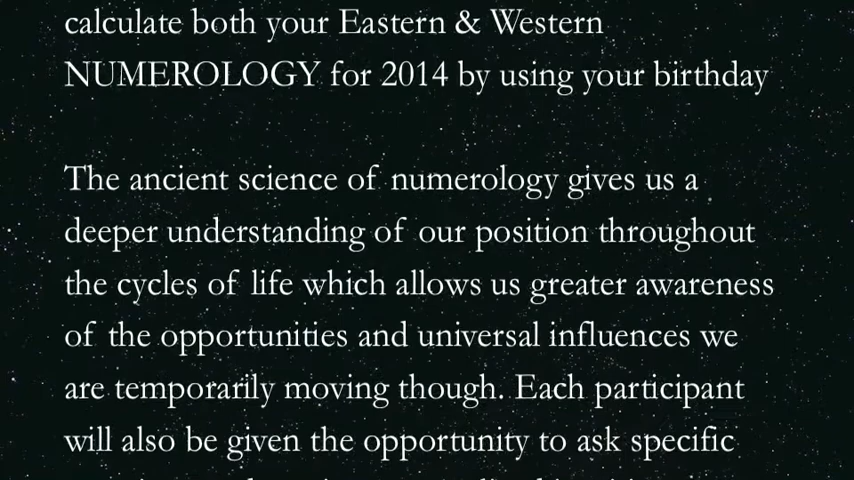 calculate both your Eastern & Western
NUMEROLOGY for 2014 by using your birthday
The ancient science of numerology gives us a
deeper understanding of our position throughout
the cycles of life which allows us greater awareness
of the opportunities and universal influences we
are temporarily moving though. Each participant
will also be given the opportunity to ask specific